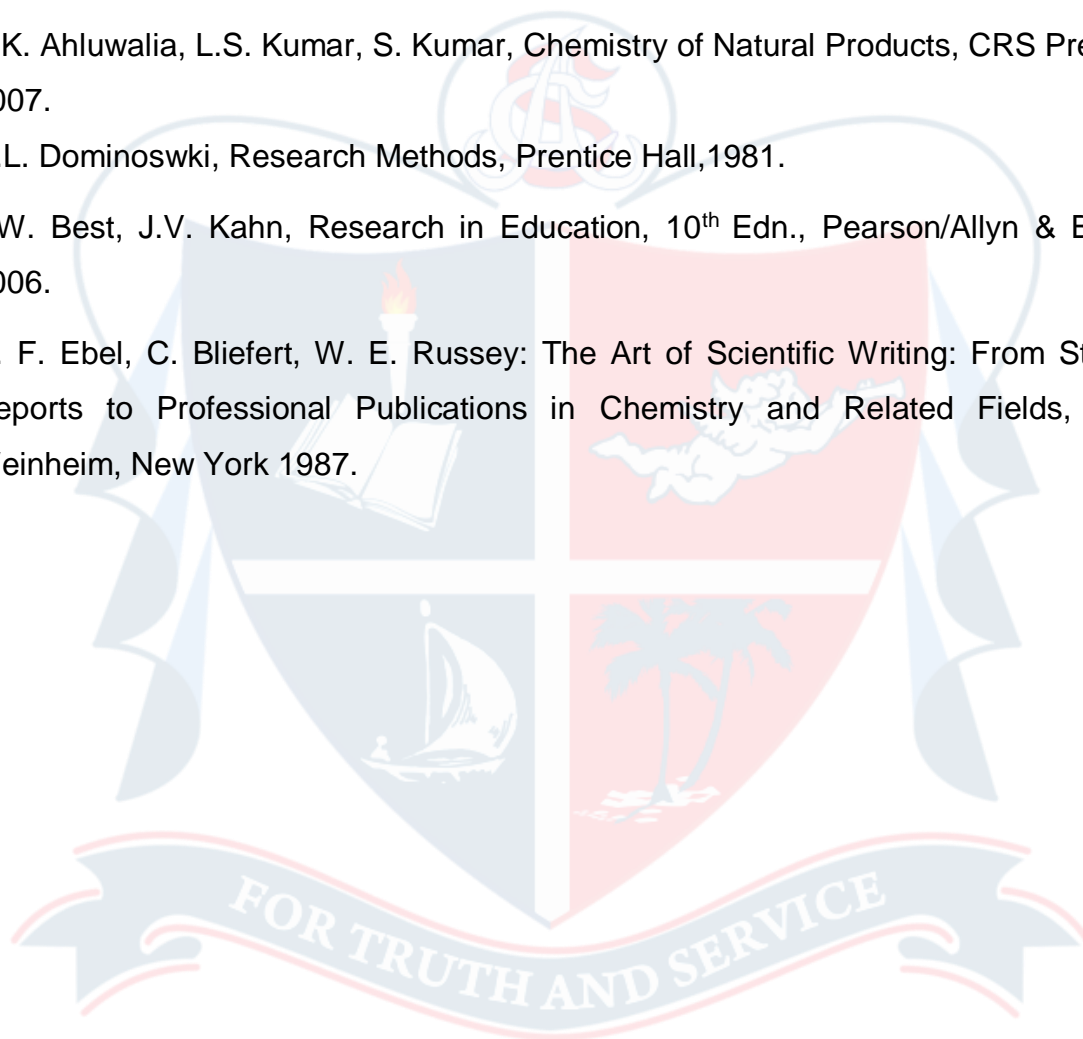 K. Ahluwalia, L.S. Kumar, S. Kumar, Chemistry of Natural Products, CRS
007.
L. Dominoswki, Research Methods, Prentice Hall,1981.
W. Best, J.V. Kahn, Research in Education, 10th Edn., Pearson/Allyn &
006.
F. Ebel, C. Bliefert, W. E. Russey: The Art of Scientific Writing: From
eports to Professional Publications in Chemistry and Related Fields,
einheim, New York 1987.
FOR TRUTH AND SERVICE